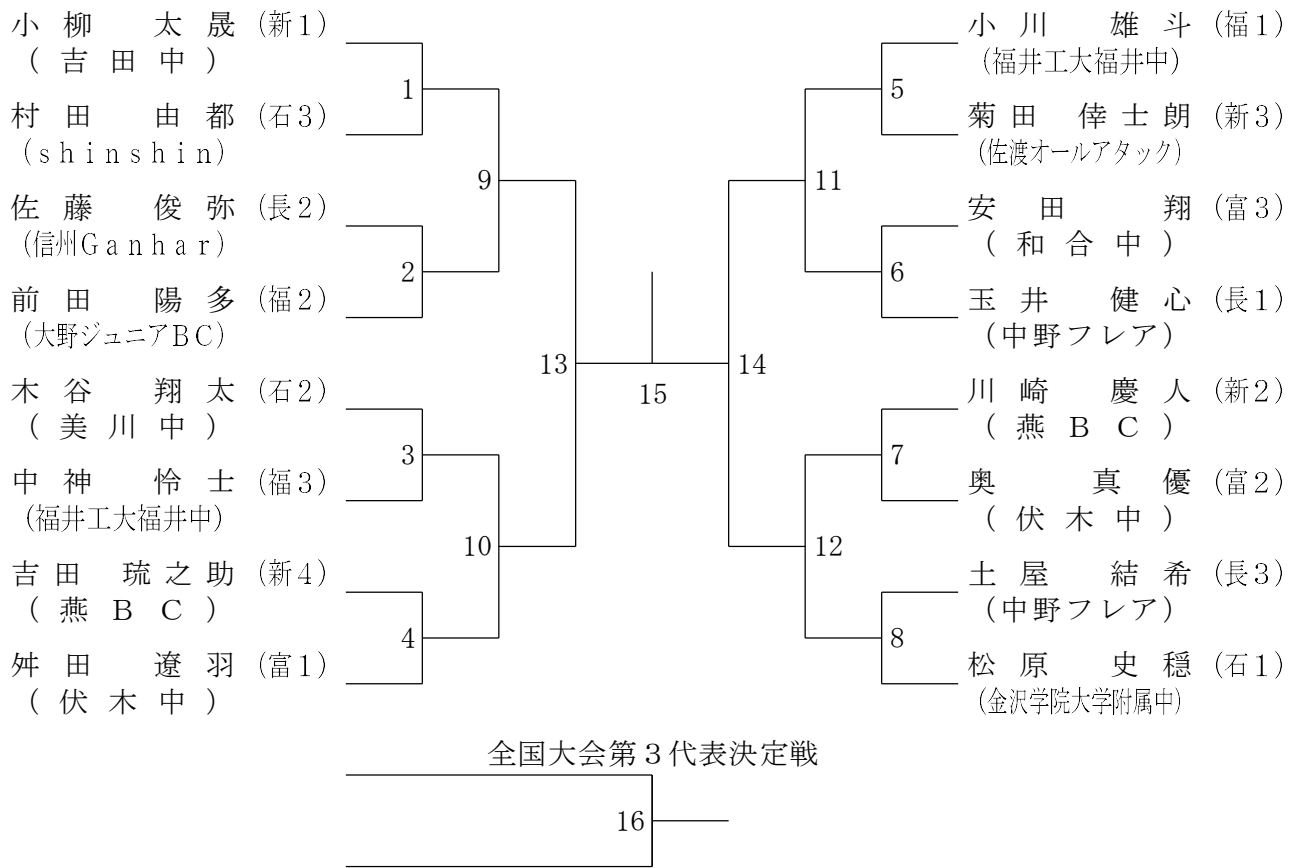 小柳 太晟 (新1)
(吉田中)
1
村田 由都 (石3)
(shinshin)
9
佐藤 俊弥 (長2)
(信州Ganhar)
2
前田 陽多 (福2)
(大野ジュニアBC)
13
木谷 翔太 (石2)
(美川中)
3
中神 怜士 (福3)
(福井工大福井中)
10
吉田 琉之助 (新4)
(燕BC)
4
舛田 遼羽 (富1)
(伏木中)
15
小川 雄斗 (福1)
(福井工大福井中)
5
菊田 倖士朗 (新3)
(佐渡オールアタック)
11
安田 翔 (富3)
(和合中)
6
玉井 健心 (長1)
(中野フレア)
14
川崎 慶人 (新2)
(燕BC)
7
奥 真優 (富2)
(伏木中)
12
土屋 結希 (長3)
(中野フレア)
8
松原 史穏 (石1)
(金沢学院大学附属中)
全国大会第3代表決定戦
16